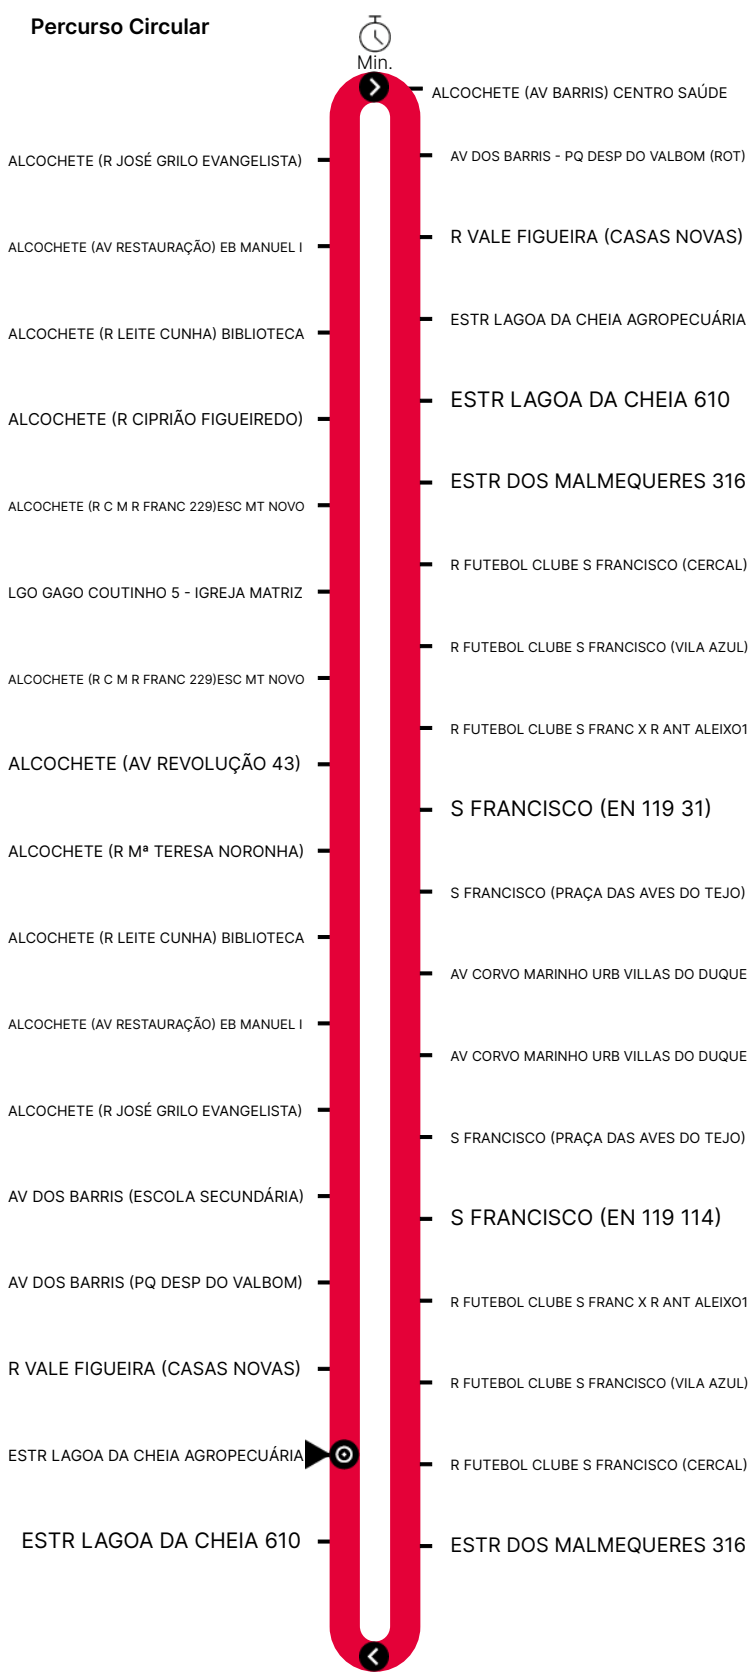 Percurso Circular
Min.
ALCOCHETE (AV BARRIS) CENTRO SAÚDE
AV DOS BARRIS - PQ DESP DO VALBOM (ROT)
R VALE FIGUEIRA (CASAS NOVAS)
ESTR LAGOA DA CHEIA AGROPECUÁRIA
ESTR LAGOA DA CHEIA 610
ESTR DOS MALMEQUERES 316
R FUTEBOL CLUBE S FRANCISCO (CERCAL)
R FUTEBOL CLUBE S FRANCISCO (VILA AZUL)
R FUTEBOL CLUBE S FRANC X R ANT ALEIXO1
S FRANCISCO (EN 119 31)
S FRANCISCO (PRAÇA DAS AVES DO TEJO)
AV CORVO MARINHO URB VILLAS DO DUQUE
AV CORVO MARINHO URB VILLAS DO DUQUE
S FRANCISCO (PRAÇA DAS AVES DO TEJO)
S FRANCISCO (EN 119 114)
R FUTEBOL CLUBE S FRANC X R ANT ALEIXO1
R FUTEBOL CLUBE S FRANCISCO (VILA AZUL)
R FUTEBOL CLUBE S FRANCISCO (CERCAL)
ESTR DOS MALMEQUERES 316
ALCOCHETE (R JOSÉ GRILO EVANGELISTA)
ALCOCHETE (AV RESTAURAÇÃO) EB MANUEL I
ALCOCHETE (R LEITE CUNHA) BIBLIOTECA
ALCOCHETE (R CIPRIÃO FIGUEIREDO)
ALCOCHETE (R C M R FRANC 229)ESC MT NOVO
LGO GAGO COUTINHO 5 - IGREJA MATRIZ
ALCOCHETE (R C M R FRANC 229)ESC MT NOVO
ALCOCHETE (AV REVOLUÇÃO 43)
ALCOCHETE (R Mª TERESA NORONHA)
ALCOCHETE (R LEITE CUNHA) BIBLIOTECA
ALCOCHETE (AV RESTAURAÇÃO) EB MANUEL I
ALCOCHETE (R JOSÉ GRILO EVANGELISTA)
AV DOS BARRIS (ESCOLA SECUNDÁRIA)
AV DOS BARRIS (PQ DESP DO VALBOM)
R VALE FIGUEIRA (CASAS NOVAS)
ESTR LAGOA DA CHEIA AGROPECUÁRIA
ESTR LAGOA DA CHEIA 610